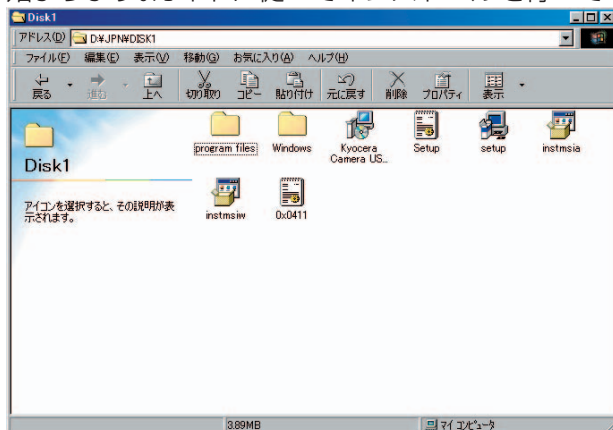 Disk1
アドレス(D) D:¥JPN¥DISK1
ファイル(F) 編集(E) 表示(V) 移動(G) お気に入り(A) ヘルプ(H)
戻る 進む 上へ 切り取り コピー 貼り付け 元に戻す 削除 プロパティ 表示
Disk1
アイコンを選択すると、その説明が表
示されます。
program files Windows Kyocera
Camera US... Setup setup instmsia
instmsiw 0x0411
3.89MB マイ コンピュータ